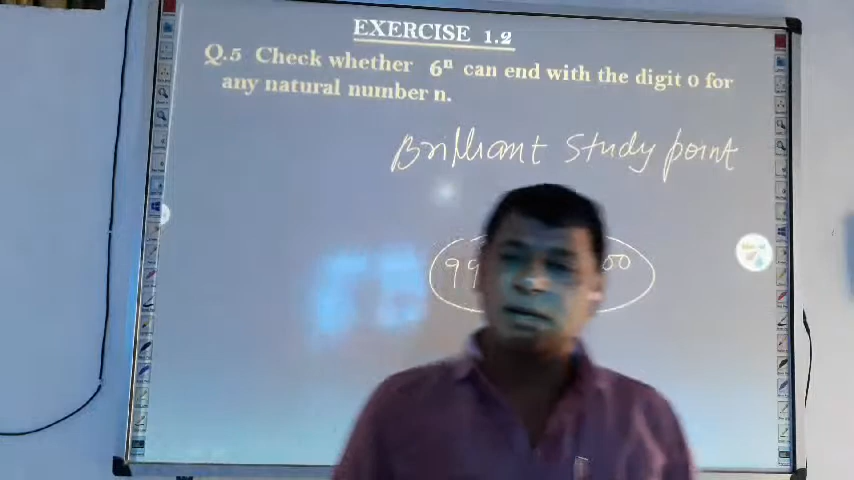 EXERCISE 1.2
Q.5 Check whether 6ⁿ can end with the digit 0 for
any natural number n.
Brilliant Study point